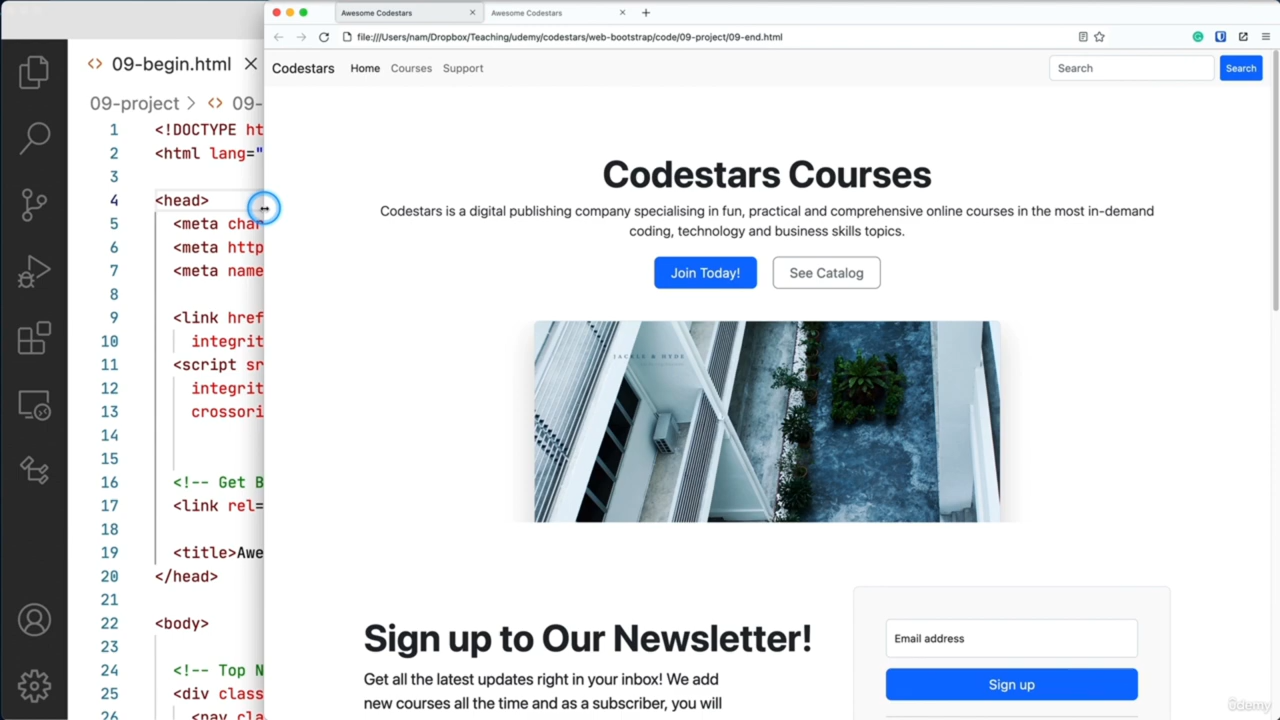 Awesome Codestars
Awesome Codestars
file:///Users/nam/Dropbox/Teaching/udemy/codestars/web-bootstrap/code/09-project/09-end.html
09-begin.html
09-project > <> 09-
1 <!DOCTYPE ht
2 <html lang="
3
4 <head>
5 <meta char
6 <meta http
7 <meta name
8
9 <link href
10 integrit
11 <script sr
12 integrit
13 crossori
14
15
16 <!-- Get B
17 <link rel=
18
19 <title>Awe
20 </head>
21
22 <body>
23
24 <!-- Top N
25 <div class
26 <nav cla
Codestars Home Courses Support Search Search
Codestars Courses
Codestars is a digital publishing company specialising in fun, practical and comprehensive online courses in the most in-demand
coding, technology and business skills topics.
Join Today! See Catalog
JACKLE & HYDE
Sign up to Our Newsletter!
Get all the latest updates right in your inbox! We add
new courses all the time and as a subscriber, you will
Email address
Sign up
ûdemy